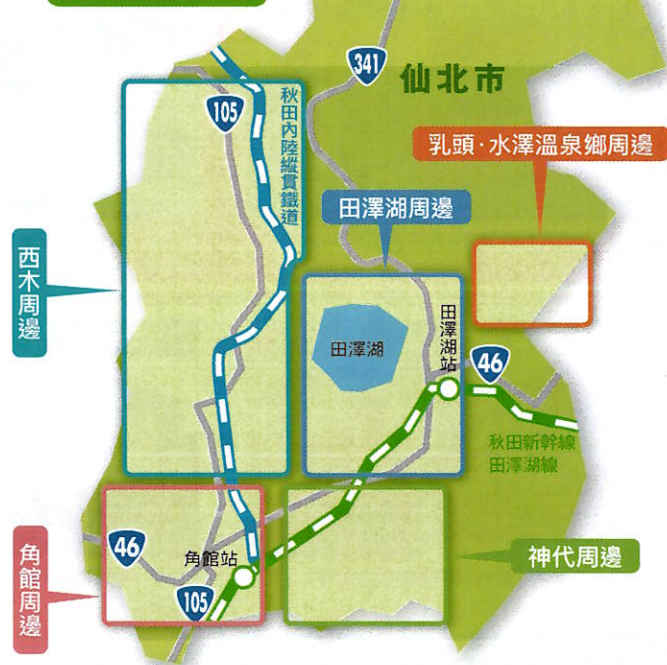 341
仙北市
105
秋田內陸縱貫鐵道
乳頭·水澤溫泉鄉周邊
田澤湖周邊
西木周邊
田澤湖
田澤湖站
46
秋田新幹線
田澤湖線
角館周邊
46
角館站
105
神代周邊